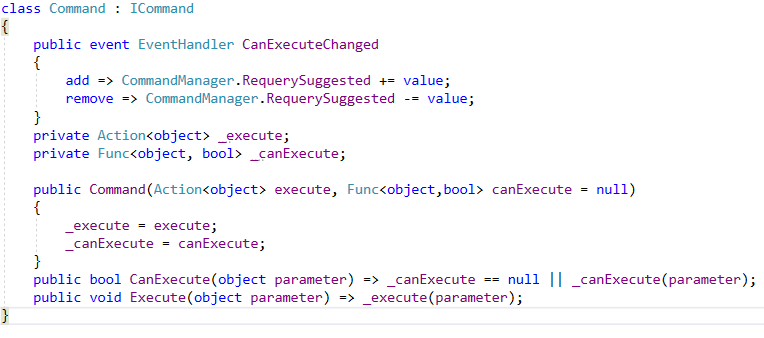 class Command : ICommand
{
    public event EventHandler CanExecuteChanged
    {
        add => CommandManager.RequerySuggested += value;
        remove => CommandManager.RequerySuggested -= value;
    }
    private Action<object> _execute;
    private Func<object, bool> _canExecute;

    public Command(Action<object> execute, Func<object,bool> canExecute = null)
    {
        _execute = execute;
        _canExecute = canExecute;
    }
    public bool CanExecute(object parameter) => _canExecute == null || _canExecute(parameter);
    public void Execute(object parameter) => _execute(parameter);
}